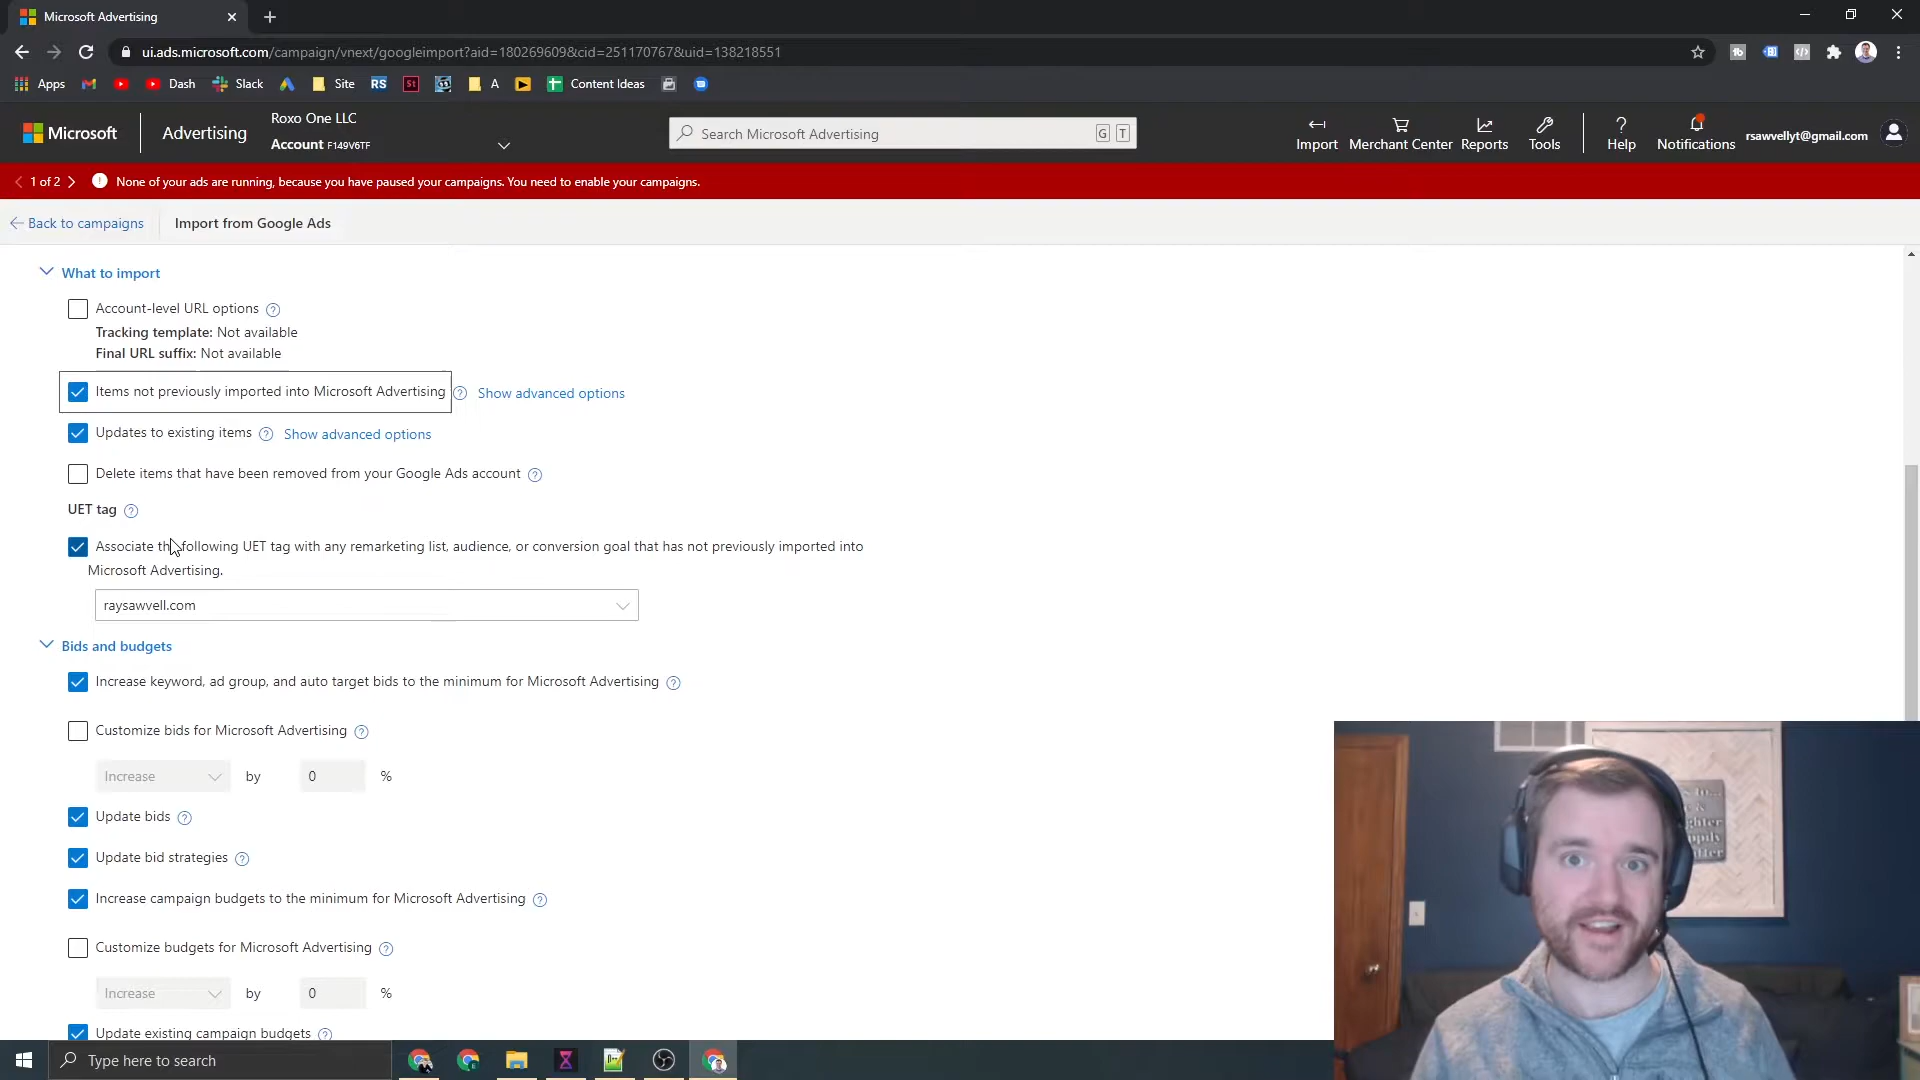 Microsoft Advertising
ui.ads.microsoft.com/campaign/vnext/googleimport?aid=180269609&cid=251170767&uid=138218551
Apps Dash Slack Site RS St A Content Ideas
Microsoft Advertising
Roxo One LLC
Account F149V6TF
Search Microsoft Advertising G T
Import Merchant Center Reports Tools Help Notifications rsawvellyt@gmail.com
1 of 2 None of your ads are running, because you have paused your campaigns. You need to enable your campaigns.
Back to campaigns Import from Google Ads
What to import
Account-level URL options
Tracking template: Not available
Final URL suffix: Not available
Items not previously imported into Microsoft Advertising Show advanced options
Updates to existing items Show advanced options
Delete items that have been removed from your Google Ads account
UET tag
Associate the following UET tag with any remarketing list, audience, or conversion goal that has not previously imported into
Microsoft Advertising.
raysawvell.com
Bids and budgets
Increase keyword, ad group, and auto target bids to the minimum for Microsoft Advertising
Customize bids for Microsoft Advertising
Increase by 0 %
Update bids
Update bid strategies
Increase campaign budgets to the minimum for Microsoft Advertising
Customize budgets for Microsoft Advertising
Increase by 0 %
Update existing campaign budgets
Type here to search